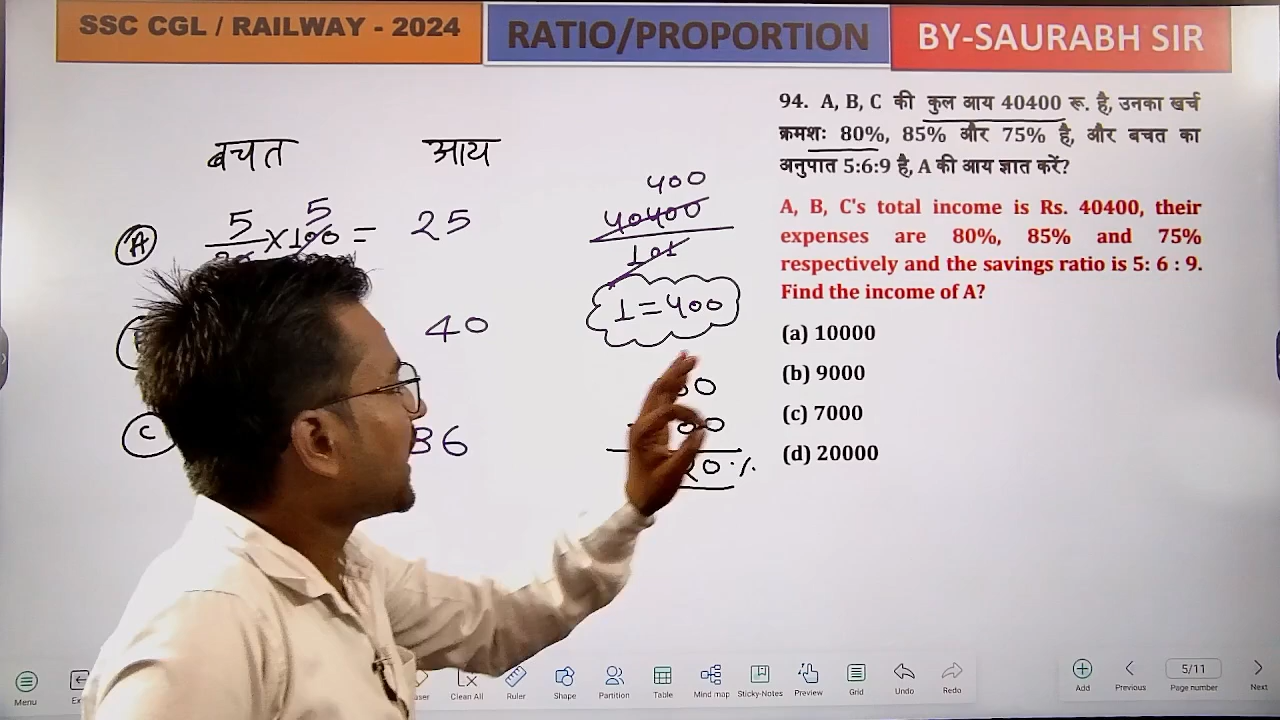 SSC CGL / RAILWAY - 2024
RATIO/PROPORTION
BY-SAURABH SIR
94. A, B, C की कुल आय 40400 रू. है, उनका खर्च
क्रमशः 80%, 85% और 75% है, और बचत का
अनुपात 5:6:9 है, A की आय ज्ञात करें?
A, B, C's total income is Rs. 40400, their
expenses are 80%, 85% and 75%
respectively and the savings ratio is 5: 6 : 9.
Find the income of A?
(a) 10000
(b) 9000
(c) 7000
(d) 20000
बचत आय
A 5 × 100 5 = 25
40
C 36
400
40400
101
1=400
20%
Menu
Clean All
Ruler
Shape
Partition
Table
Mind map
Sticky-Notes
Preview
Grid
Undo
Redo
Add
Previous
5/11
Page number
Next